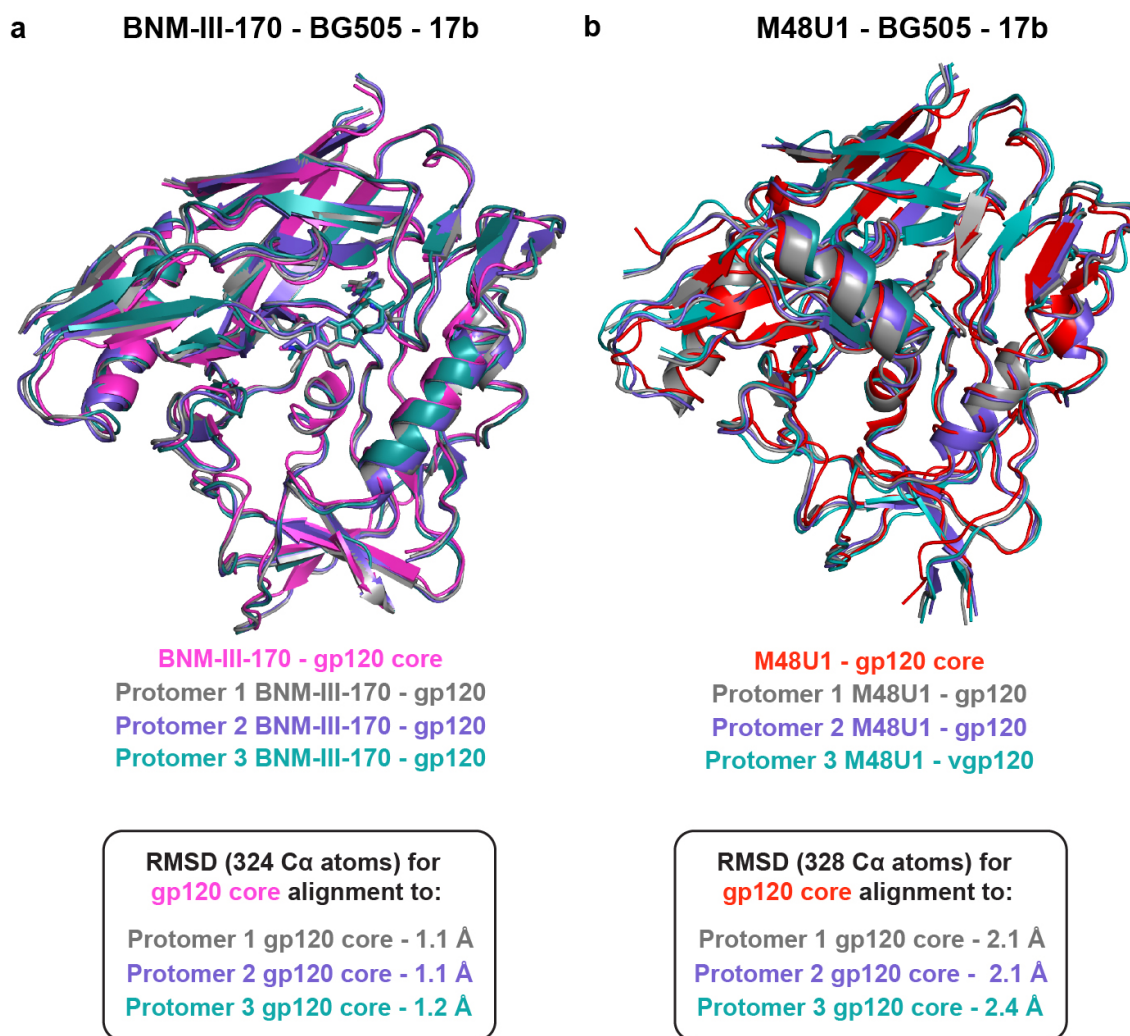 a
BNM-III-170 - BG505 - 17b
BNM-III-170 - gp120 core
Protomer 1 BNM-III-170 - gp120
Protomer 2 BNM-III-170 - gp120
Protomer 3 BNM-III-170 - gp120
RMSD (324 Cα atoms) for
gp120 core alignment to:
Protomer 1 gp120 core - 1.1 Å
Protomer 2 gp120 core - 1.1 Å
Protomer 3 gp120 core - 1.2 Å
b
M48U1 - BG505 - 17b
M48U1 - gp120 core
Protomer 1 M48U1 - gp120
Protomer 2 M48U1 - gp120
Protomer 3 M48U1 - vgp120
RMSD (328 Cα atoms) for
gp120 core alignment to:
Protomer 1 gp120 core - 2.1 Å
Protomer 2 gp120 core -  2.1 Å
Protomer 3 gp120 core - 2.4 Å